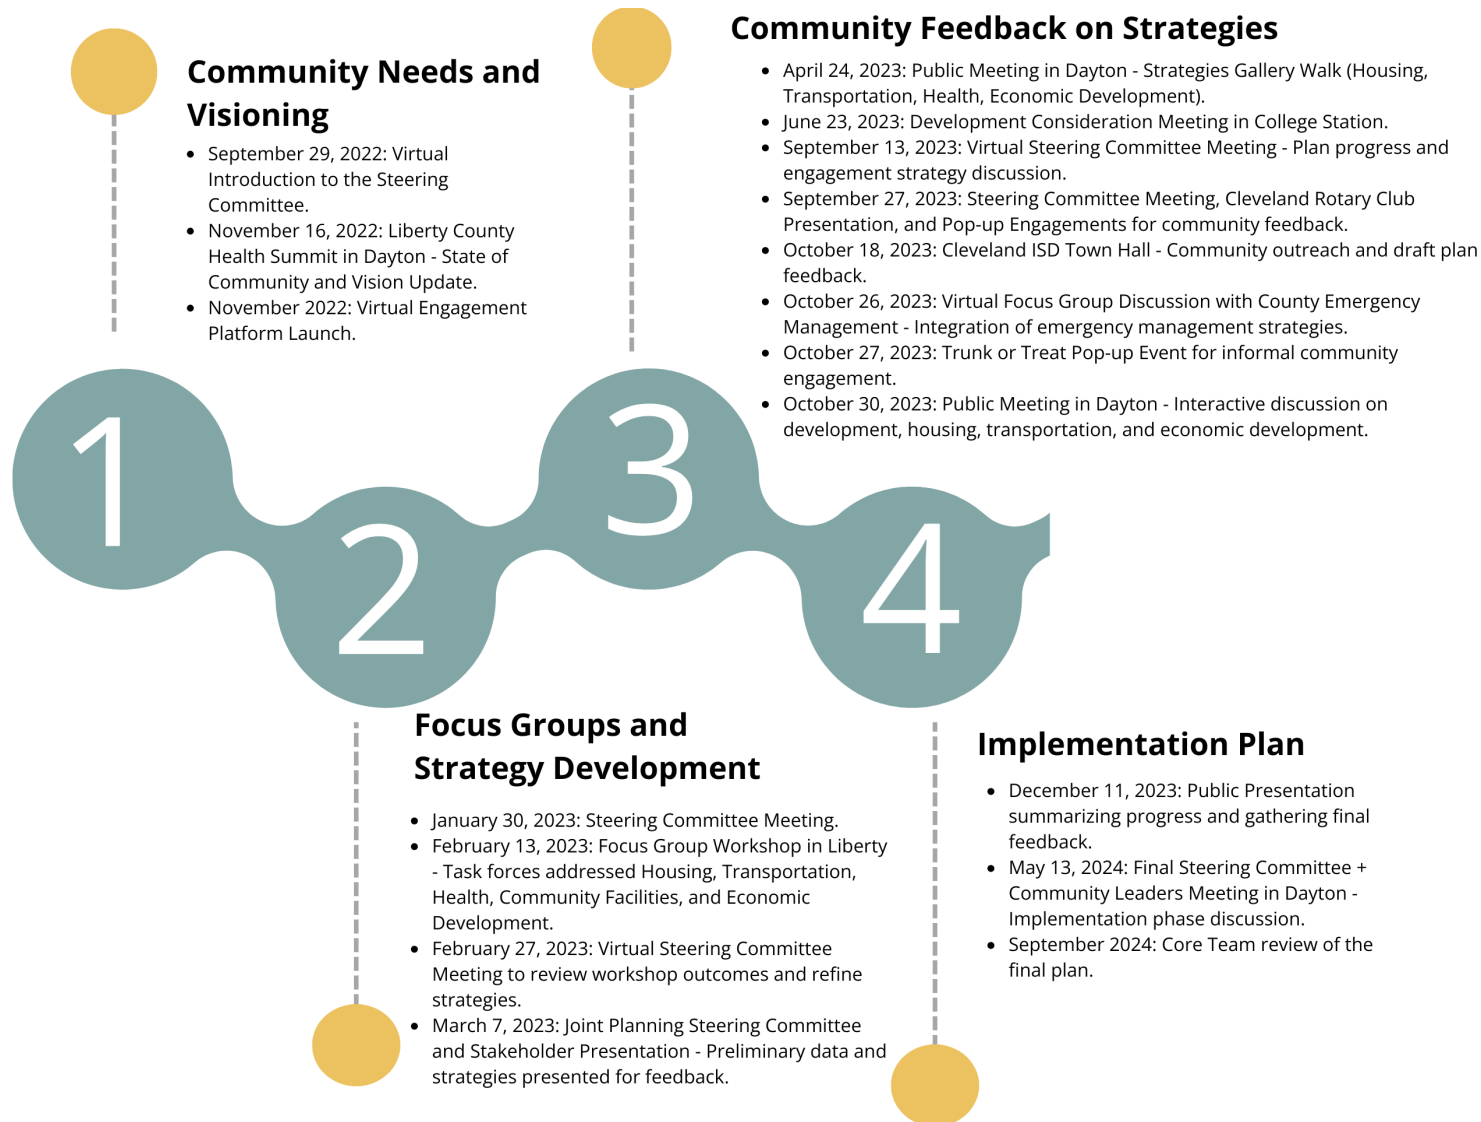 Community Needs and
Visioning
• September 29, 2022: Virtual
Introduction to the Steering
Committee.
• November 16, 2022: Liberty County
Health Summit in Dayton - State of
Community and Vision Update.
• November 2022: Virtual Engagement
Platform Launch.
1
2
Focus Groups and
Strategy Development
• January 30, 2023: Steering Committee Meeting.
• February 13, 2023: Focus Group Workshop in Liberty
- Task forces addressed Housing, Transportation,
Health, Community Facilities, and Economic
Development.
• February 27, 2023: Virtual Steering Committee
Meeting to review workshop outcomes and refine
strategies.
• March 7, 2023: Joint Planning Steering Committee
and Stakeholder Presentation - Preliminary data and
strategies presented for feedback.
Community Feedback on Strategies
• April 24, 2023: Public Meeting in Dayton - Strategies Gallery Walk (Housing,
Transportation, Health, Economic Development).
• June 23, 2023: Development Consideration Meeting in College Station.
• September 13, 2023: Virtual Steering Committee Meeting - Plan progress and
engagement strategy discussion.
• September 27, 2023: Steering Committee Meeting, Cleveland Rotary Club
Presentation, and Pop-up Engagements for community feedback.
• October 18, 2023: Cleveland ISD Town Hall - Community outreach and draft plan
feedback.
• October 26, 2023: Virtual Focus Group Discussion with County Emergency
Management - Integration of emergency management strategies.
• October 27, 2023: Trunk or Treat Pop-up Event for informal community
engagement.
• October 30, 2023: Public Meeting in Dayton - Interactive discussion on
development, housing, transportation, and economic development.
3
4
Implementation Plan
• December 11, 2023: Public Presentation
summarizing progress and gathering final
feedback.
• May 13, 2024: Final Steering Committee +
Community Leaders Meeting in Dayton -
Implementation phase discussion.
• September 2024: Core Team review of the
final plan.